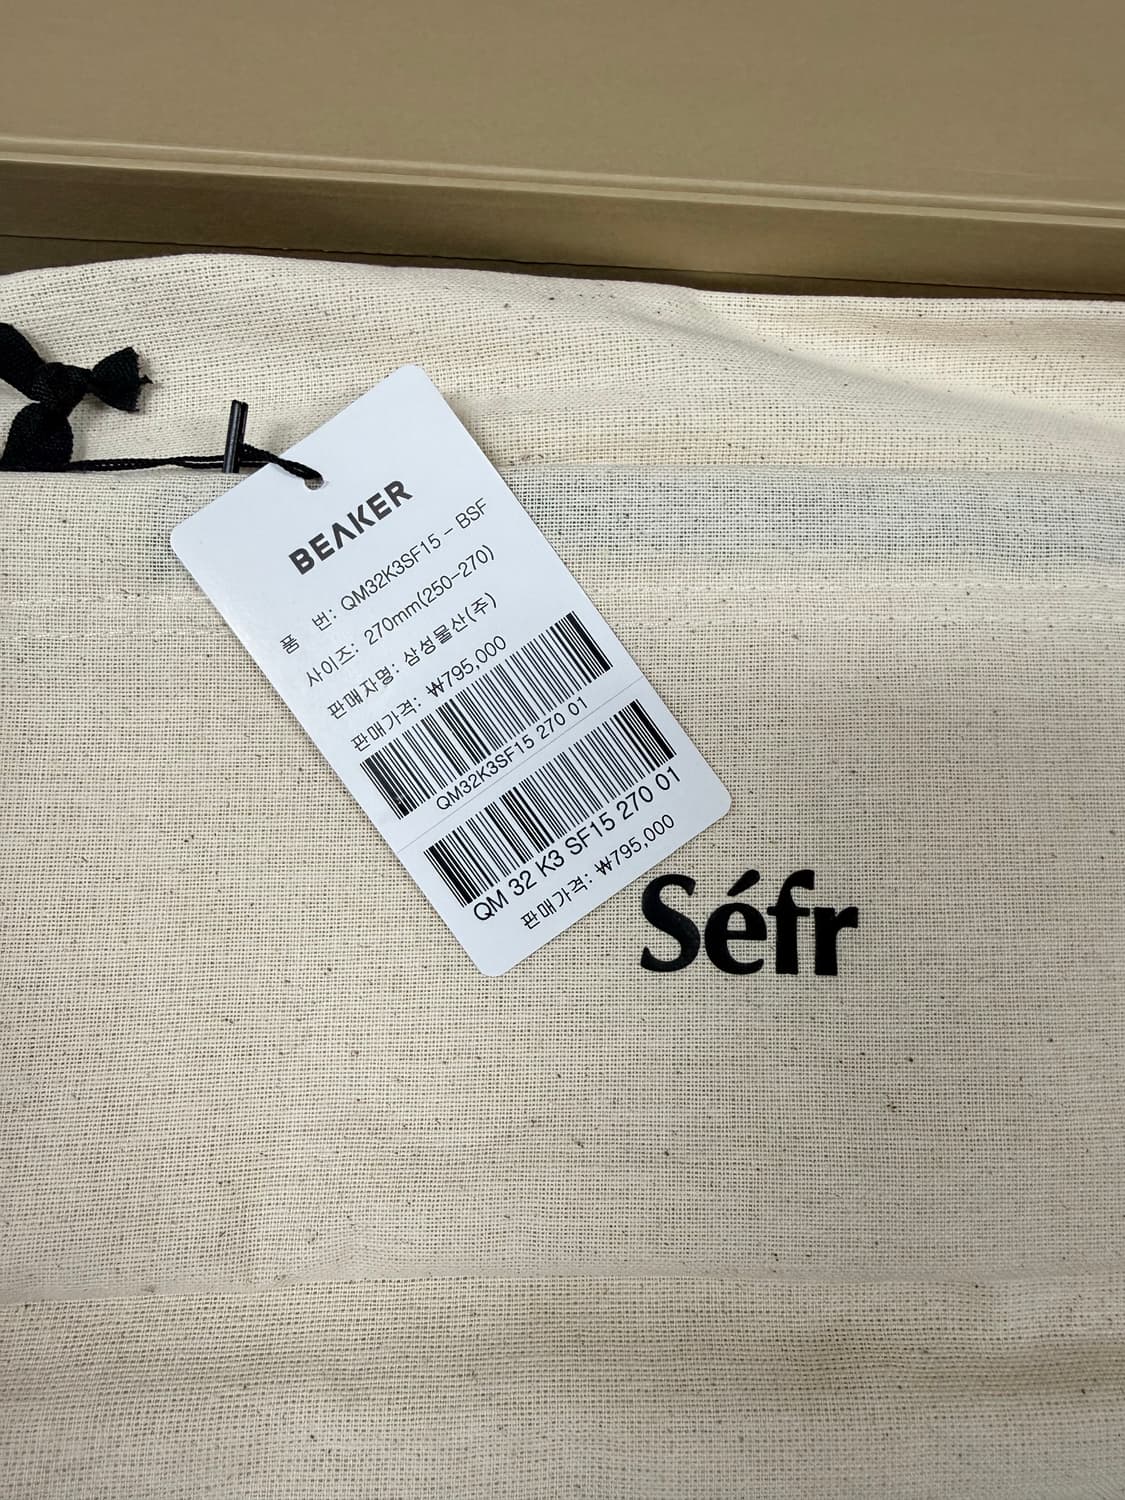 BEAKER
품 번: QM32K3SF15 - BSF
사이즈: 270mm(250-270)
판매자명: 삼성물산(주)
판매가격: ₩795,000
QM32K3SF15 270 01
QM 32 K3 SF15 270 01
판매가격: ₩795,000
Séfr